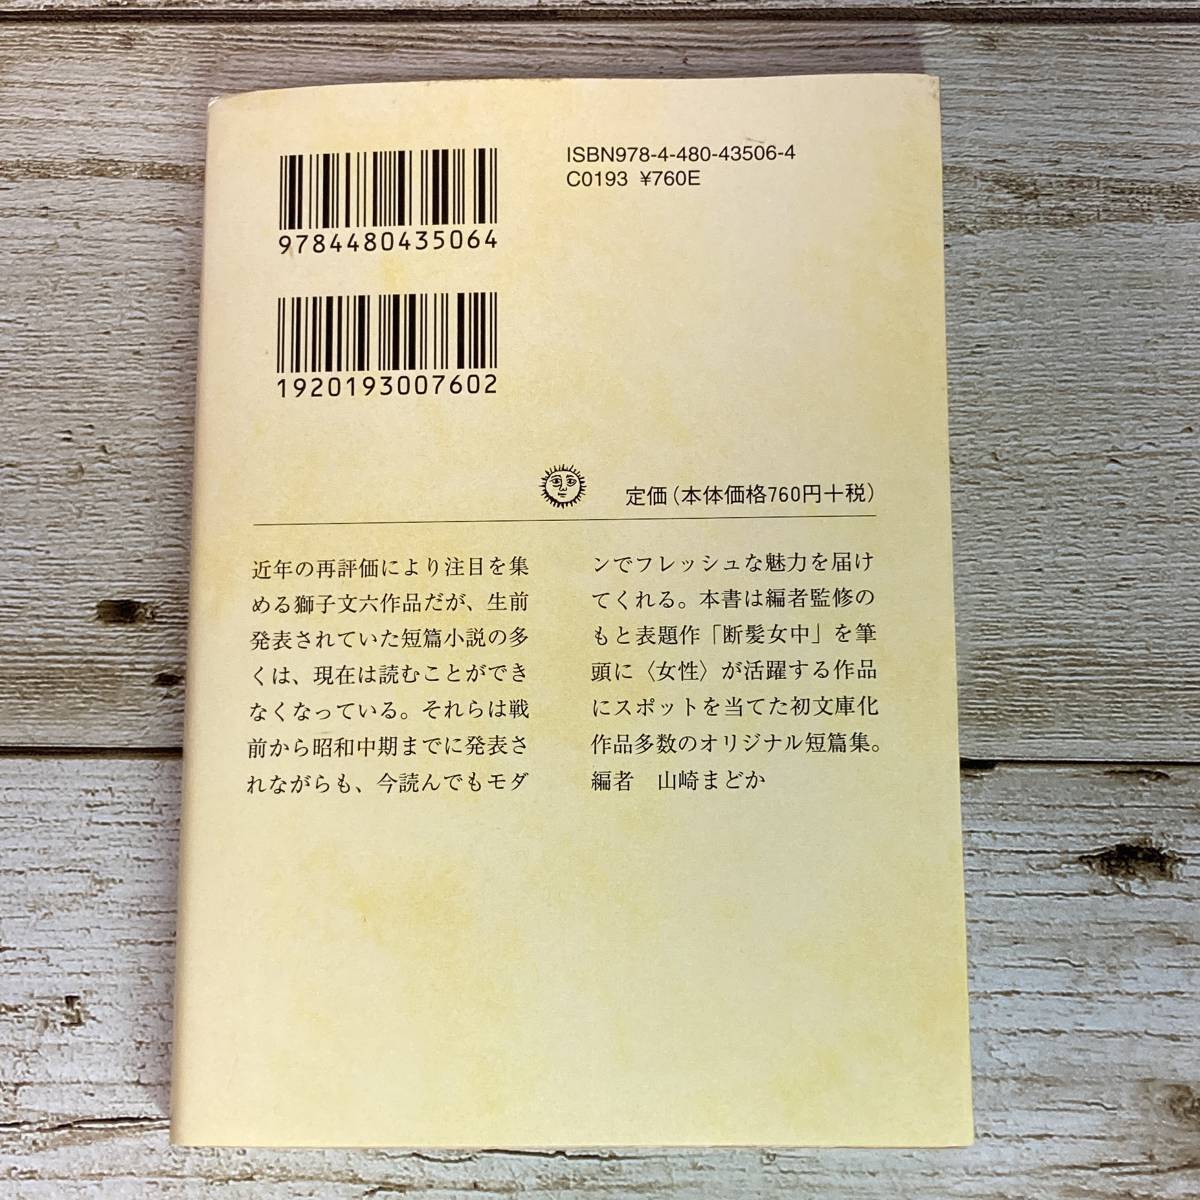 ISBN978-4-480-43506-4
C0193 ¥760E
9784480435064
1920193007602
定価(本体価格760円+税)
近年の再評価により注目を集
める獅子文六作品だが、生前
発表されていた短篇小説の多
くは、現在は読むことができ
なくなっている。それらは戦
前から昭和中期までに発表さ
れながらも、今読んでもモダ
ンでフレッシュな魅力を届け
てくれる。本書は編者監修の
もと表題作「断髪女中」を筆
頭に〈女性〉が活躍する作品
にスポットを当てた初文庫化
作品多数のオリジナル短篇集。
編者 山崎まどか